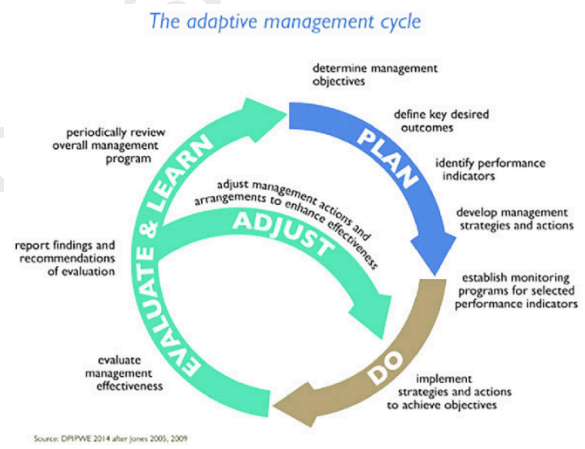 The adaptive management cycle
determine management
objectives
define key desired
outcomes
PLAN
identify performance
indicators
develop management
strategies and actions
establish monitoring
programs for selected
performance indicators
DO
implement
strategies and actions
to achieve objectives
evaluate
management
effectiveness
EVALUATE & LEARN
report findings and
recommendations
of evaluation
periodically review
overall management
program
adjust management actions and
arrangements to enhance effectiveness
ADJUST
Source: DPIPWE 2014 after Jones 2005, 2009